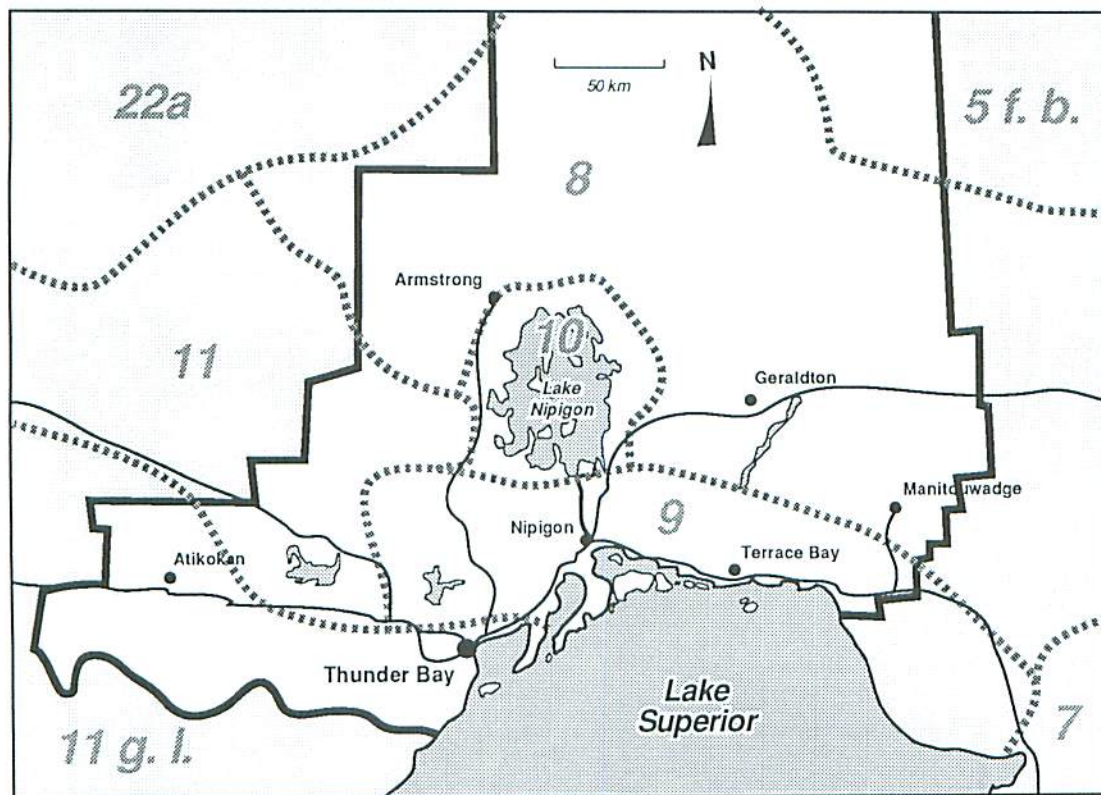 22a
50 km
N
5 f. b.
8
Armstrong
10
11
Lake
Nipigon
Geraldton
Manitouwadge
9
Nipigon
Terrace Bay
Atikokan
Thunder Bay
Lake
Superior
7
11 g. l.